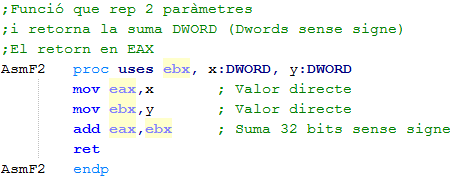 ;Funció que rep 2 paràmetres
;i retorna la suma DWORD (Dwords sense signe)
;El retorn en EAX
AsmF2 proc uses ebx, x:DWORD, y:DWORD
mov eax,x ; Valor directe
mov ebx,y ; Valor directe
add eax,ebx ; Suma 32 bits sense signe
ret
AsmF2 endp